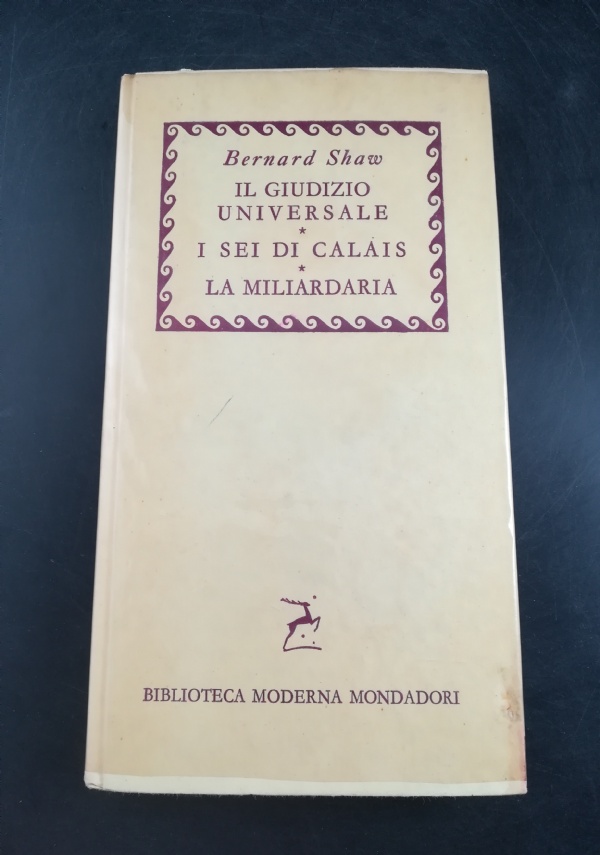 Bernard Shaw
IL GIUDIZIO
UNIVERSALE
*
I SEI DI CALAIS
*
LA MILIARDARIA
BIBLIOTECA MODERNA MONDADORI